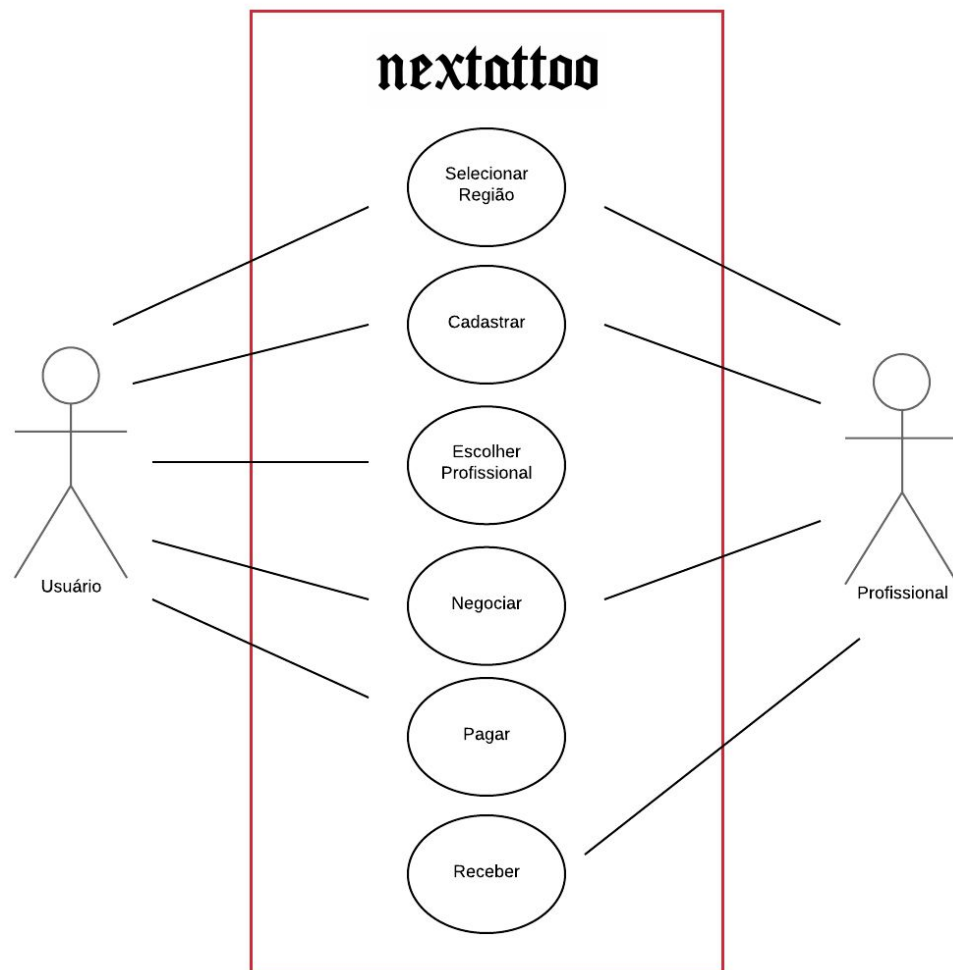 nextattoo
Selecionar
Região
Cadastrar
Escolher
Profissional
Negociar
Usuário
Profissional
Pagar
Receber